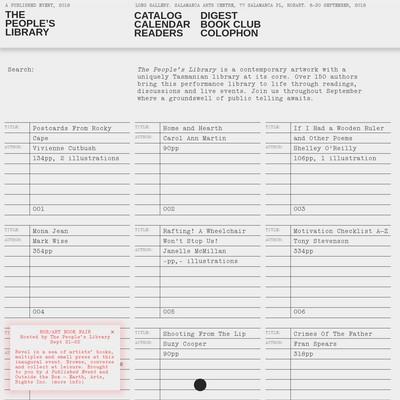 A PUBLISHED EVENT, 2018
LONG GALLERY, SALAMANCA ARTS CENTRE, 77 SALAMANCA PL, HOBART. 6–30 SEPTEMBER, 2018
THE
PEOPLE'S
LIBRARY
CATALOG
CALENDAR
READERS
DIGEST
BOOK CLUB
COLOPHON
Search:
The People's Library is a contemporary artwork with a
uniquely Tasmanian library at its core. Over 150 authors
bring this performance library to life through readings,
discussions and live events. Join us throughout September
where a groundswell of public telling awaits.
TITLE: Postcards From Rocky
Cape
AUTHOR: Vivienne Cutbush
134pp, 2 illustrations
001
TITLE: Home and Hearth
AUTHOR: Carol Ann Martin
90pp
002
TITLE: If I Had a Wooden Ruler
and Other Poems
AUTHOR: Shelley O'Reilly
106pp, 1 illustration
003
TITLE: Mona Jean
AUTHOR: Mark Wise
354pp
004
TITLE: Rafting! A Wheelchair
Won't Stop Us!
AUTHOR: Janelle McMillan
-pp,- illustrations
005
TITLE: Motivation Checklist A–Z
AUTHOR: Tony Stevenson
334pp
006
TITLE: Shooting From The Lip
AUTHOR: Suzy Cooper
90pp
TITLE: Crimes Of The Father
AUTHOR: Fran Spears
318pp
HOB/ART BOOK FAIR
×
Hosted by The People's Library
Sept 21–22
Revel in a sea of artists' books,
multiples and small press at this
inaugural event. Browse, converse
and collect at leisure. Brought
to you by A Published Event and
Outside the Box – Earth, Arts,
Rights Inc. (more info)